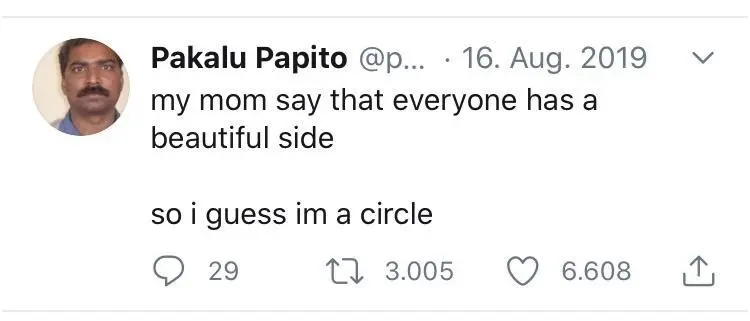 Pakalu Papito @p... · 16. Aug. 2019
my mom say that everyone has a
beautiful side
so i guess im a circle
29 3.005 6.608